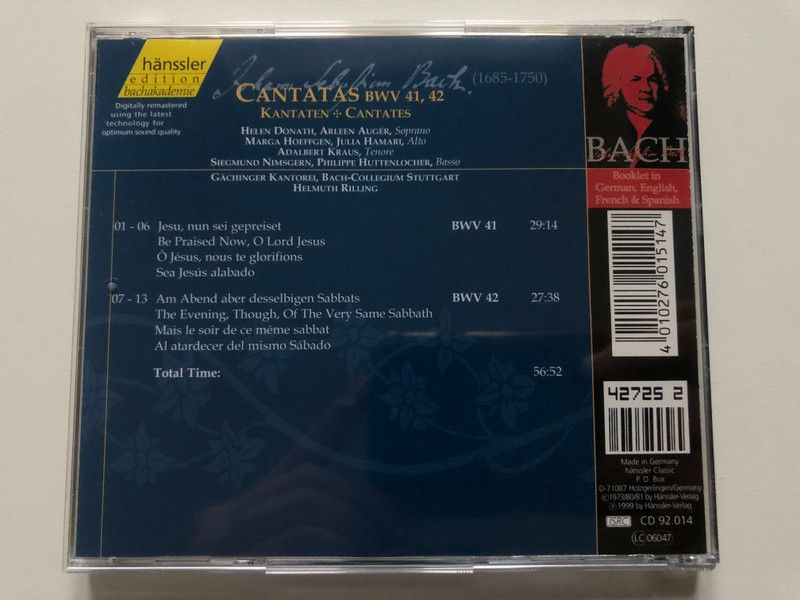 hänssler
edition
bachakademie
Digitally remastered
using the latest
technology for
optimum sound quality
Johann Sebastian Bach. (1685-1750)
CANTATAS BWV 41, 42
KANTATEN ✣ CANTATES
HELEN DONATH, ARLEEN AUGÉR, Soprano
MARGA HOEFFGEN, JULIA HAMARI, Alto
ADALBERT KRAUS, Tenore
SIEGMUND NIMSGERN, PHILIPPE HUTTENLOCHER, Basso
GÄCHINGER KANTOREI, BACH-COLLEGIUM STUTTGART
HELMUTH RILLING
01 - 06 Jesu, nun sei gepreiset BWV 41 29:14
Be Praised Now, O Lord Jesus
Ô Jésus, nous te glorifions
Sea Jesús alabado
07 - 13 Am Abend aber desselbigen Sabbats BWV 42 27:38
The Evening, Though, Of The Very Same Sabbath
Mais le soir de ce même sabbat
Al atardecer del mismo Sábado
Total Time: 56:52
BACH
Booklet in
German, English,
French & Spanish
4 010276 015147
42725 2
Made in Germany
hänssler Classic
P. O. Box
D-71087 Holzgerlingen/Germany
©1973/80/81 by Hänssler-Verlag
℗1999 by Hänssler-Verlag
ISRC CD 92.014
LC 06047